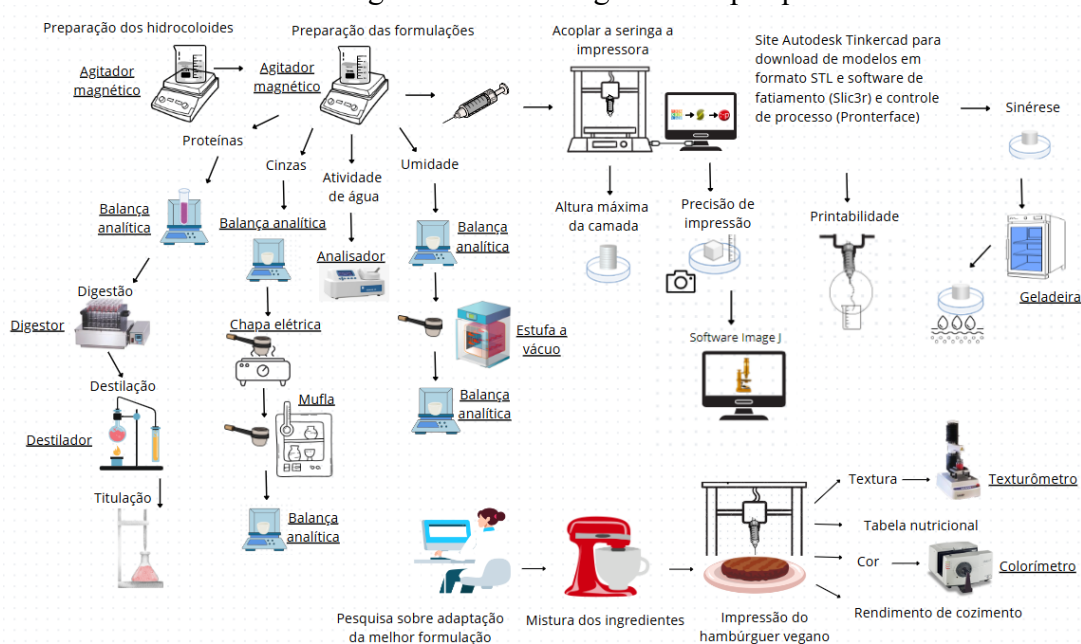 Preparação dos hidrocoloides
Agitador
magnético
Preparação das formulações
Agitador
magnético
Acoplar a seringa a
impressora
Site Autodesk Tinkercad para
download de modelos em
formato STL e software de
fatiamento (Slic3r) e controle
de processo (Pronterface)
Sinérese
Proteínas
Cinzas
Atividade
de água
Umidade
Balança
analítica
Balança analítica
Analisador
Balança
analítica
Altura máxima
da camada
Precisão de
impressão
Printabilidade
Geladeira
Digestão
Digestor
Chapa elétrica
Estufa a
vácuo
Software Image J
Destilação
Destilador
Mufla
Balança
analítica
Titulação
Balança
analítica
Textura
Texturômetro
Tabela nutricional
Cor
Colorímetro
Rendimento de cozimento
Pesquisa sobre adaptação
da melhor formulação
Mistura dos ingredientes
Impressão do
hambúrguer vegano